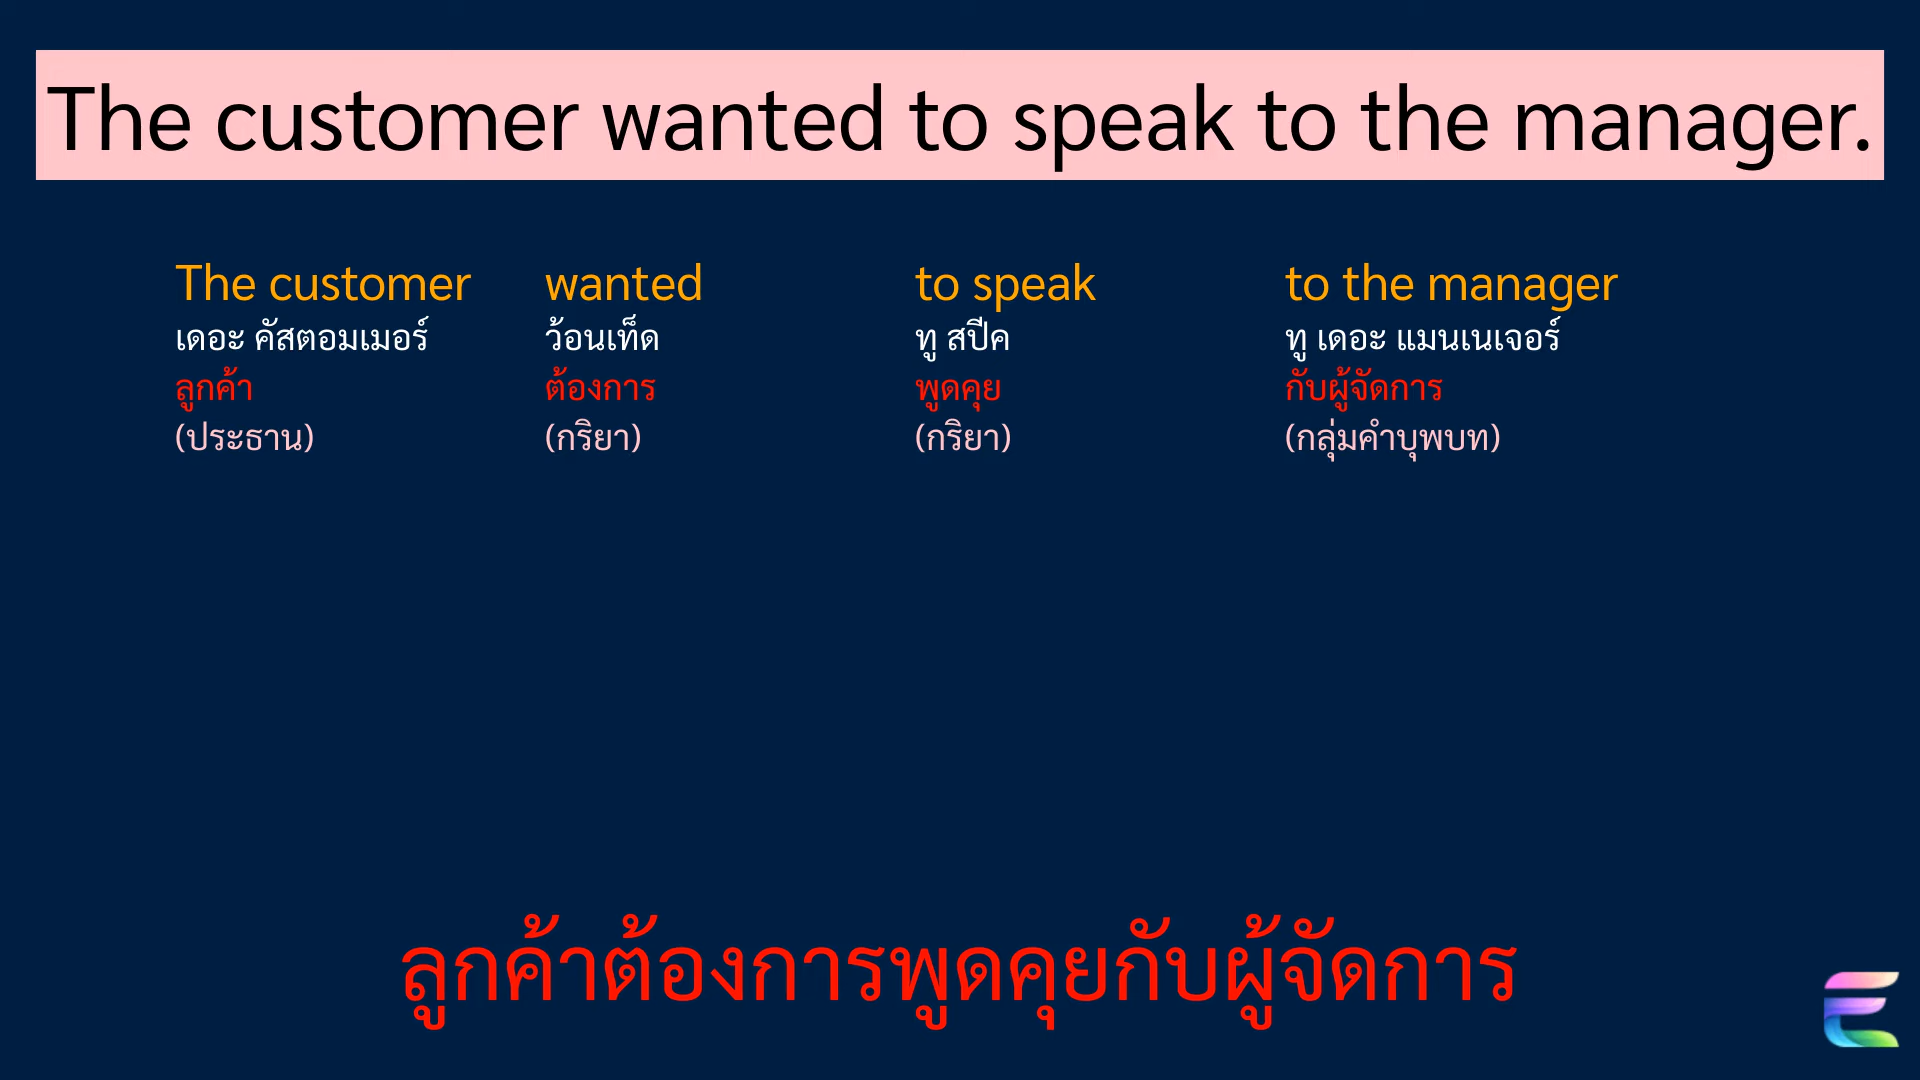 The customer wanted to speak to the manager.
The customer wanted to speak to the manager
เดอะ คัสตอมเมอร์ ว้อนเท็ด ทู สปีค ทู เดอะ แมนเนเจอร์
ลูกค้า ต้องการ พูดคุย กับผู้จัดการ
(ประธาน) (กริยา) (กริยา) (กลุ่มคำบุพบท)
ลูกค้าต้องการพูดคุยกับผู้จัดการ